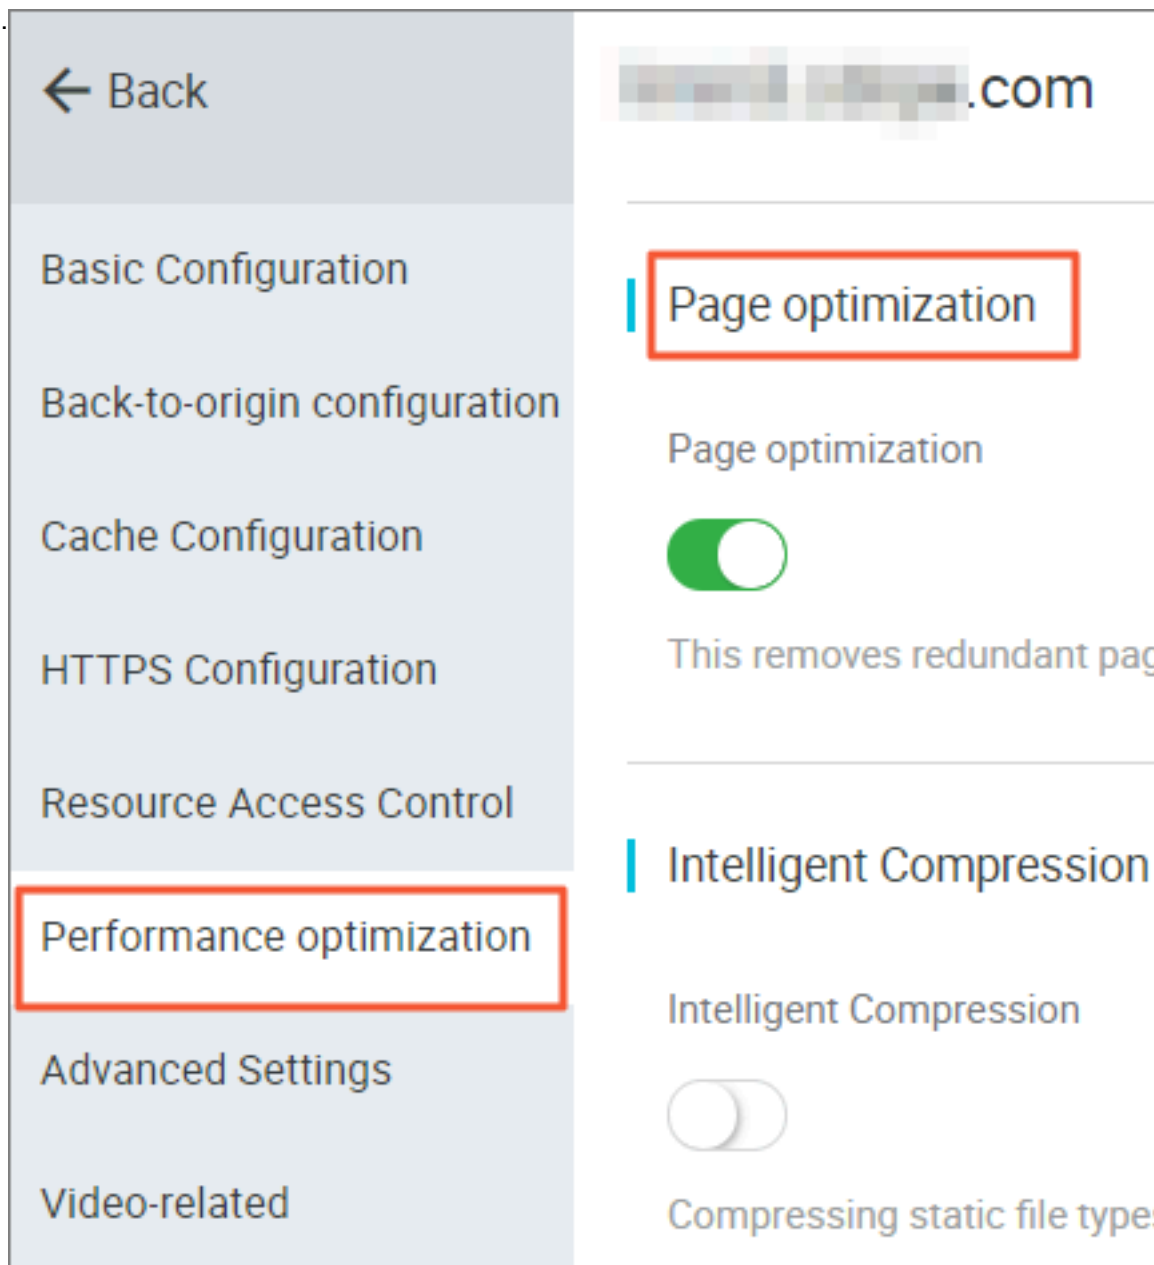 .
← Back
.com
Basic Configuration
Back-to-origin configuration
Cache Configuration
HTTPS Configuration
Resource Access Control
Performance optimization
Advanced Settings
Video-related
Page optimization
Page optimization
This removes redundant
Intelligent Compression
Intelligent Compression
Compressing static file types